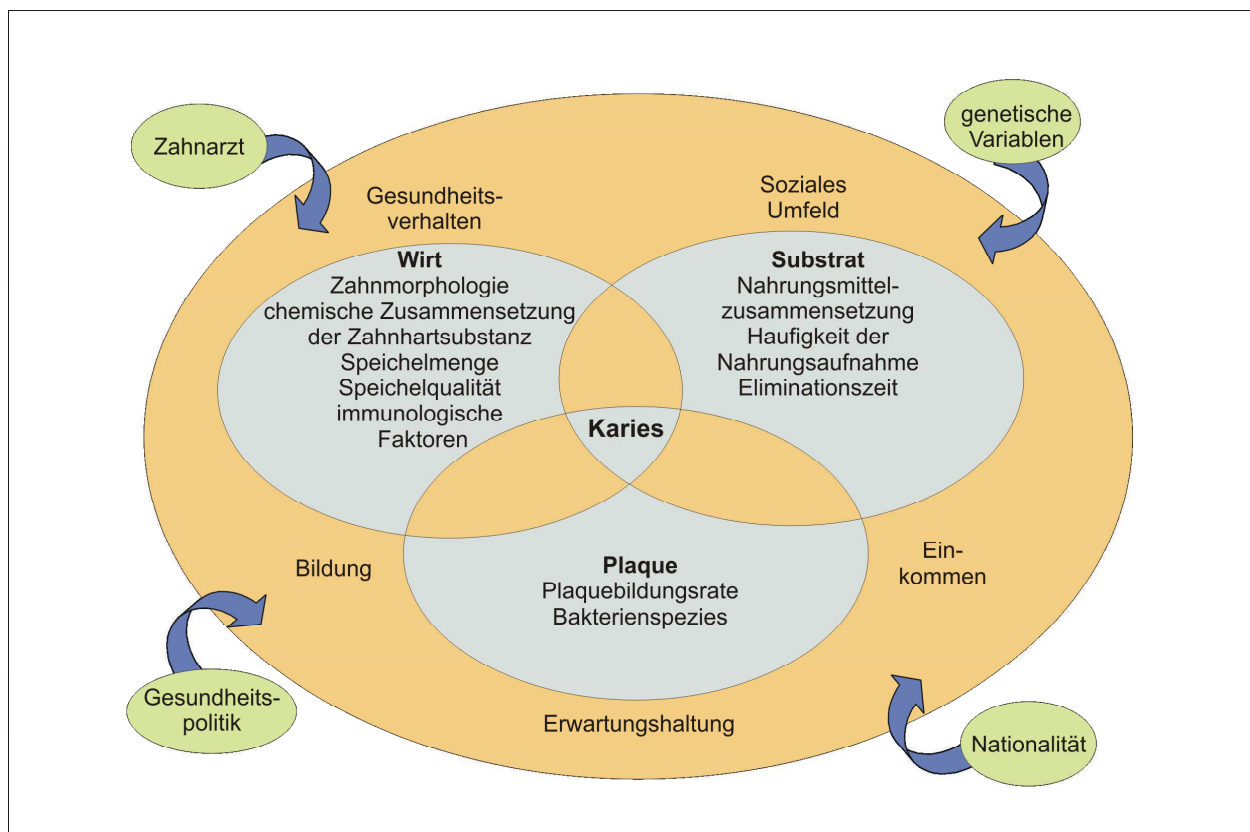 Zahnarzt
genetische
Variablen
Gesundheits-
verhalten
Soziales
Umfeld
Wirt
Zahnmorphologie
chemische Zusammensetzung
der Zahnhartsubstanz
Speichelmenge
Speichelqualität
immunologische
Faktoren
Substrat
Nahrungsmittel-
zusammensetzung
Haufigkeit der
Nahrungsaufnahme
Eliminationszeit
Karies
Bildung
Plaque
Plaquebildungsrate
Bakterienspezies
Ein-
kommen
Gesundheits-
politik
Erwartungshaltung
Nationalität